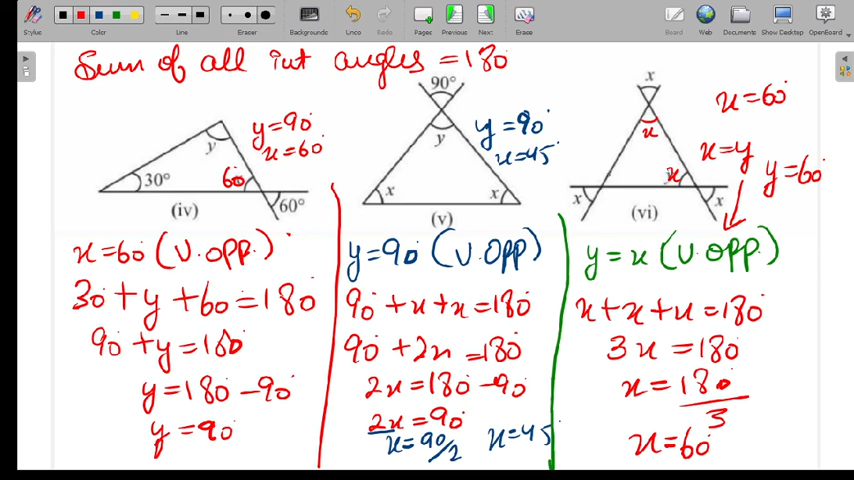 Stylus Color Line Eraser Backgrounds Undo Redo Pages Previous Next Erase Board Web Documents Show Desktop OpenBoard
Sum of all int angles = 180°
y = 90°
x = 60°
y
30°
60°
60°
(iv)
90°
y
y = 90°
x = 45°
x
x
(v)
x
x
x = 60°
x = y
y = 60°
x
x
x
(vi)
x = 60° (V. opp.)
30 + y + 60° = 180°
90 + y = 180°
y = 180 - 90°
y = 90°
y = 90° (V. opp)
90° + x + x = 180°
90° + 2x = 180°
2x = 180° - 90°
2x = 90°
x = 90/2 x = 45°
y = x (V. opp)
x + x + x = 180°
3x = 180°
x = 180°/3
x = 60°